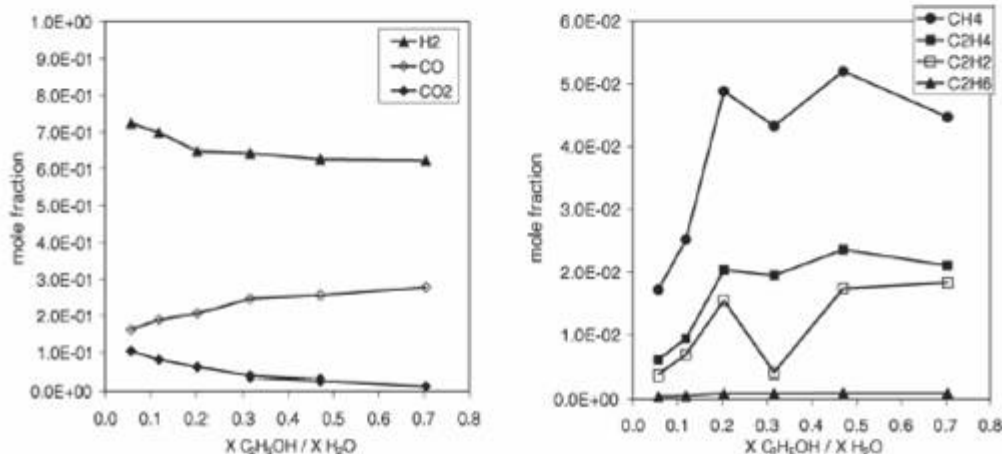 1.0E+00
9.0E-01
8.0E-01
7.0E-01
6.0E-01
5.0E-01
4.0E-01
3.0E-01
2.0E-01
1.0E-01
0.0E+00
mole fraction
H2
CO
CO2
0.0 0.1 0.2 0.3 0.4 0.5 0.6 0.7 0.8
X C₂H₅OH / X H₂O
6.0E-02
5.0E-02
4.0E-02
3.0E-02
2.0E-02
1.0E-02
0.0E+00
mole fraction
CH4
C2H4
C2H2
C2H6
0.0 0.1 0.2 0.3 0.4 0.5 0.6 0.7 0.8
X C₂H₅OH / X H₂O